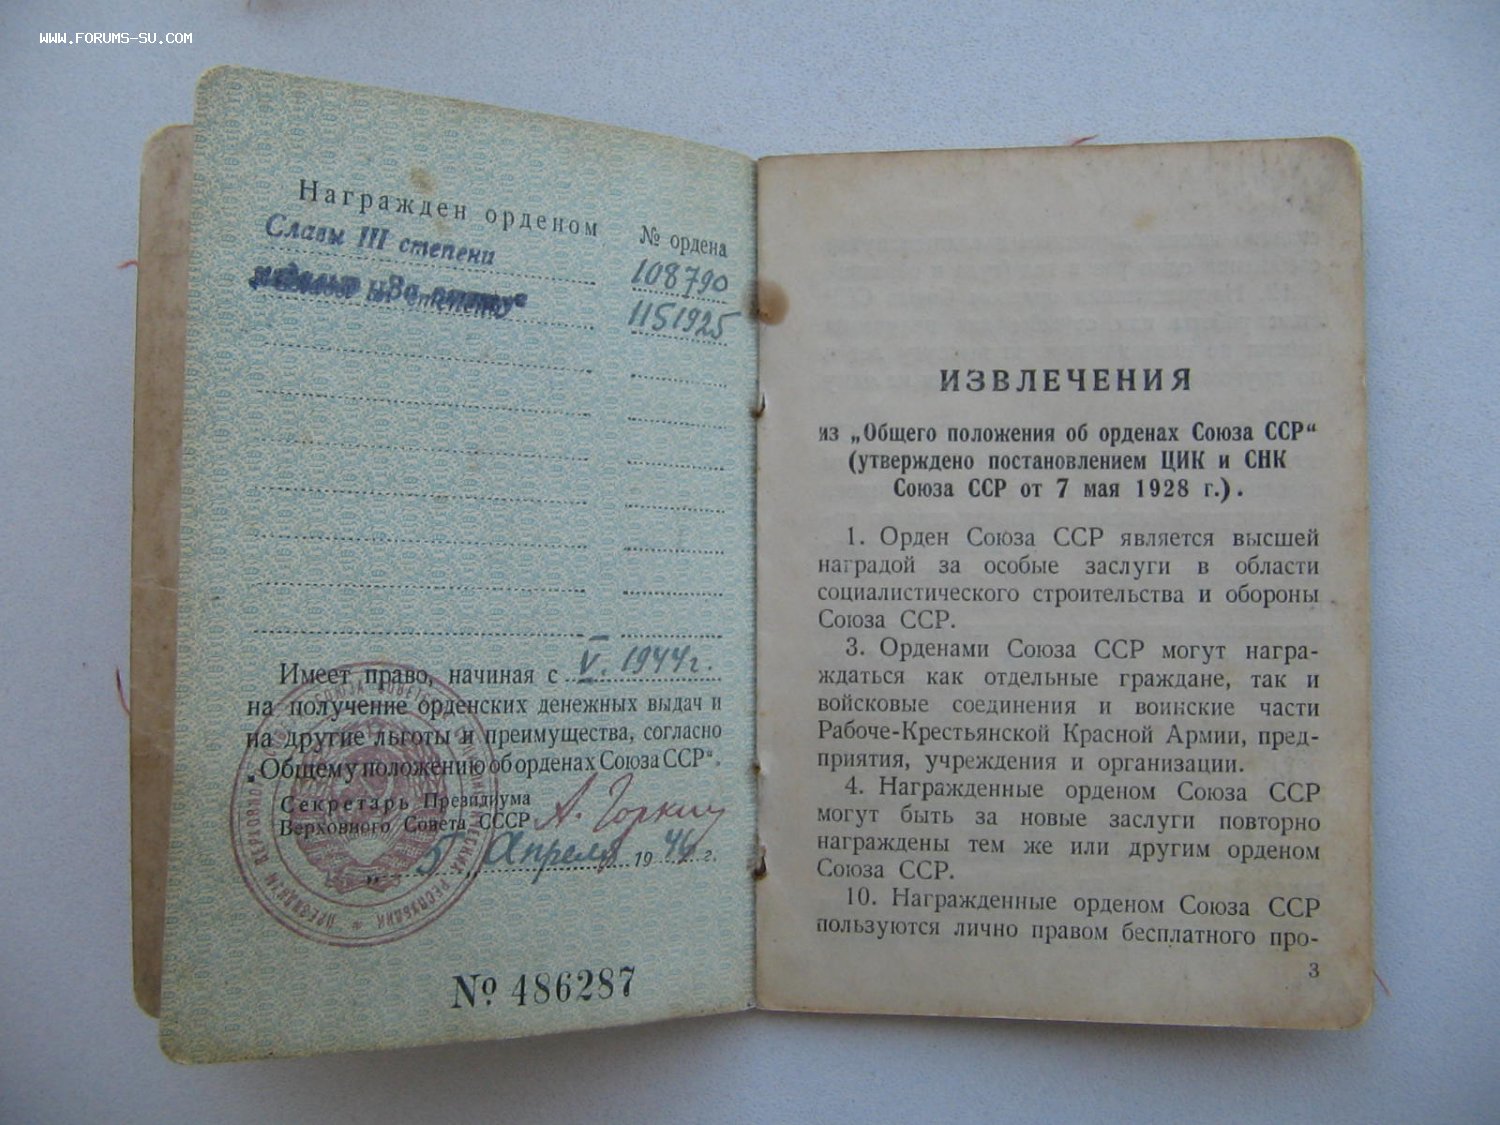 WWW.FORUMS-SU.COM
Награжден орденом
№ ордена
Славы III степени
108790
медалью „За
1151925
Имеет право, начиная с V. 1944 г.
на получение орденских денежных выдач и
на другие льготы и преимущества, согласно
„Общему положению об орденах Союза ССР“.
Секретарь Президиума
Верховного Совета СССР А. Горкин
„5„ Апреля 1946 г.
№ 486287
ИЗВЛЕЧЕНИЯ
из „Общего положения об орденах Союза ССР“
(утверждено постановлением ЦИК и СНК
Союза ССР от 7 мая 1928 г.).
1. Орден Союза ССР является высшей
наградой за особые заслуги в области
социалистического строительства и обороны
Союза ССР.
3. Орденами Союза ССР могут награ-
ждаться как отдельные граждане, так и
войсковые соединения и воинские части
Рабоче-Крестьянской Красной Армии, пред-
приятия, учреждения и организации.
4. Награжденные орденом Союза ССР
могут быть за новые заслуги повторно
награждены тем же или другим орденом
Союза ССР.
10. Награжденные орденом Союза ССР
пользуются лично правом бесплатного про-
3